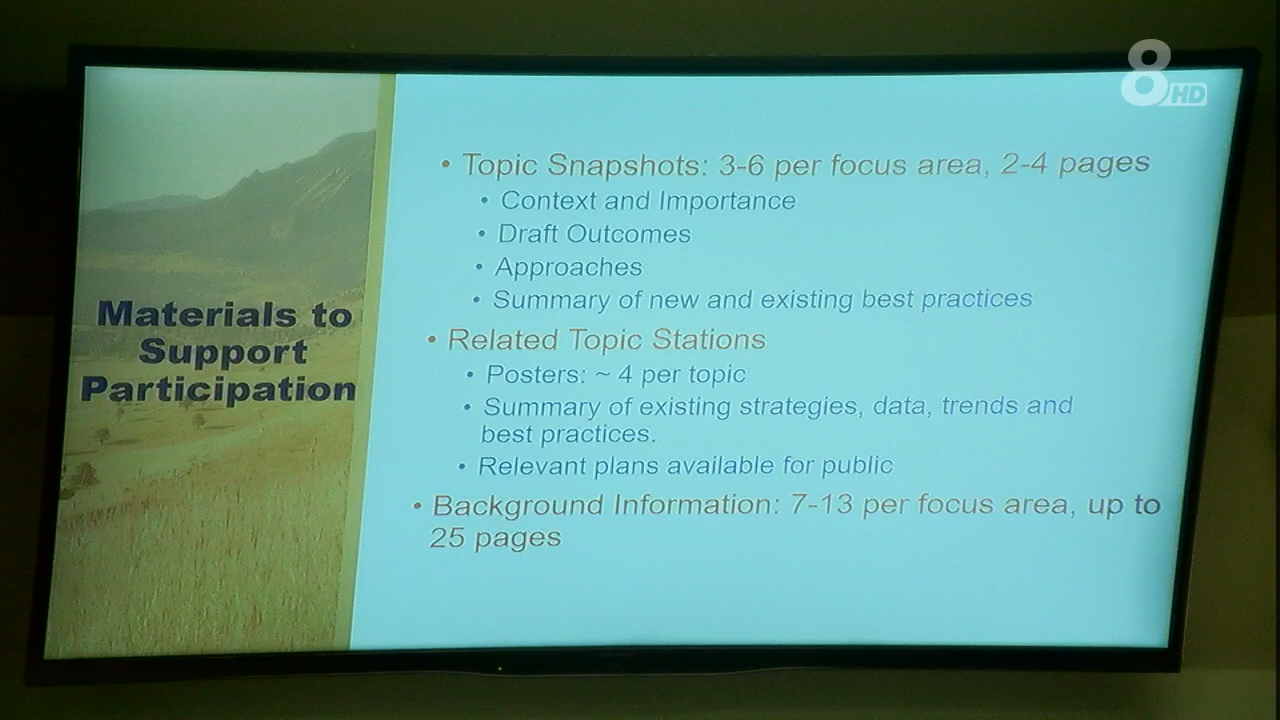 8
HD
Materials to
Support
Participation
• Topic Snapshots: 3-6 per focus area, 2-4 pages
• Context and Importance
• Draft Outcomes
• Approaches
• Summary of new and existing best practices
• Related Topic Stations
• Posters: ~ 4 per topic
• Summary of existing strategies, data, trends and
best practices.
• Relevant plans available for public
• Background Information: 7-13 per focus area, up to
25 pages